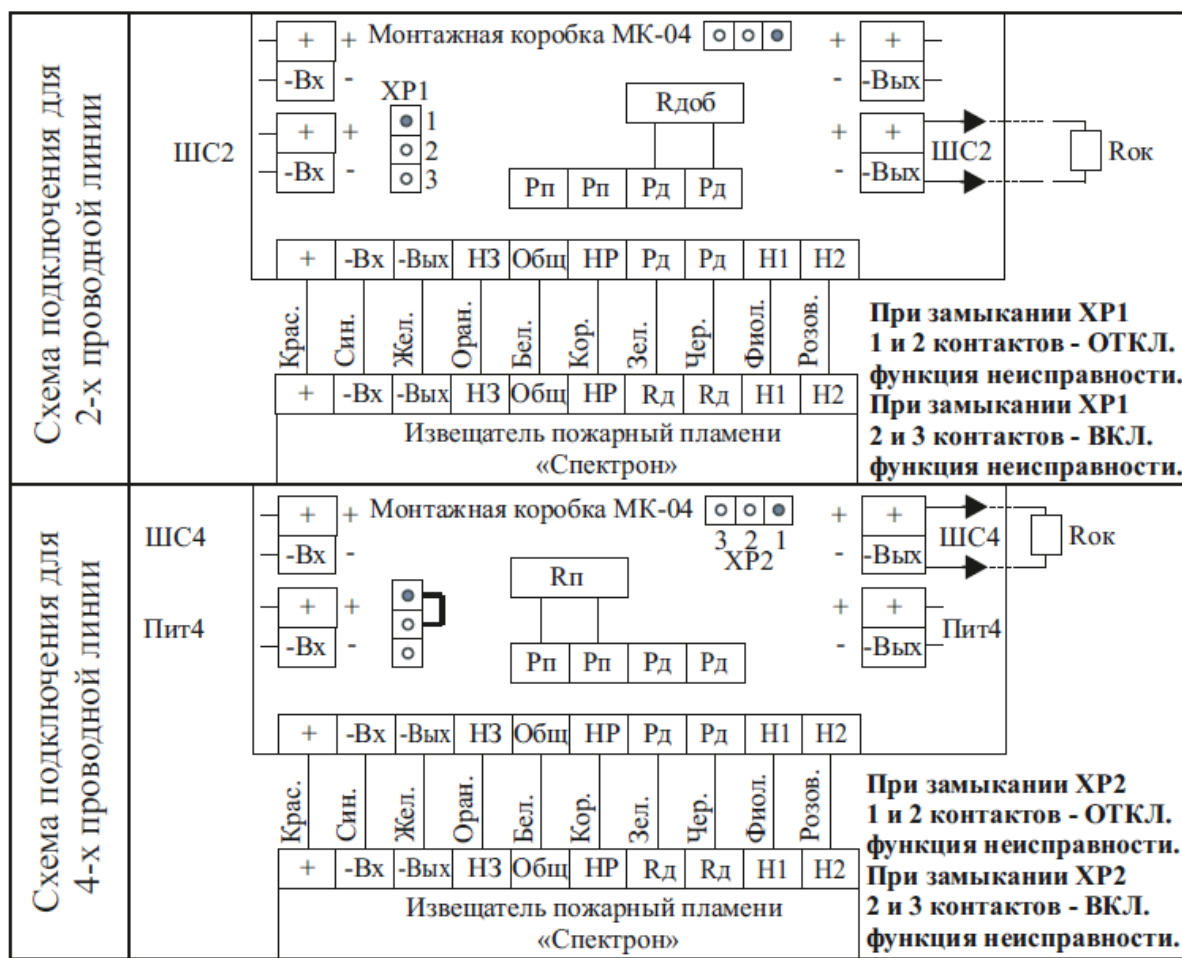 Схема подключения для
2-х проводной линии
+ + Монтажная коробка МК-04 + +
-Вх - - -Вых
ХР1
1
2
3
Rдоб
ШС2
+ +
-Вх -
+ +
- -Вых
ШС2
Rок
Рп Рп Рд Рд
+ -Вх -Вых НЗ Общ НР Рд Рд Н1 Н2
Крас. Син. Жел. Оран. Бел. Кор. Зел. Чер. Фиол. Розов.
+ -Вх -Вых НЗ Общ НР Rд Rд Н1 Н2
Извещатель пожарный пламени
«Спектрон»
При замыкании ХР1
1 и 2 контактов - ОТКЛ.
функция неисправности.
При замыкании ХР1
2 и 3 контактов - ВКЛ.
функция неисправности.
Схема подключения для
4-х проводной линии
ШС4
+ + Монтажная коробка МК-04 + +
-Вх - - -Вых
3 2 1
ХР2
ШС4
Rок
Rп
Пит4
+ +
-Вх -
+ +
- -Вых
Пит4
Рп Рп Рд Рд
+ -Вх -Вых НЗ Общ НР Рд Рд Н1 Н2
Крас. Син. Жел. Оран. Бел. Кор. Зел. Чер. Фиол. Розов.
+ -Вх -Вых НЗ Общ НР Rд Rд Н1 Н2
Извещатель пожарный пламени
«Спектрон»
При замыкании ХР2
1 и 2 контактов - ОТКЛ.
функция неисправности.
При замыкании ХР2
2 и 3 контактов - ВКЛ.
функция неисправности.